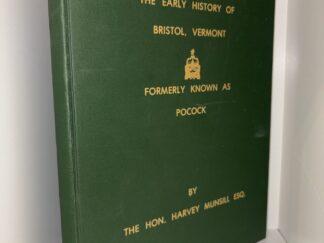 THE EARLY HISTORY OF
BRISTOL, VERMONT
FORMERLY KNOWN AS
POCOCK
BY
THE HON. HARVEY MUNSILL ESQ.